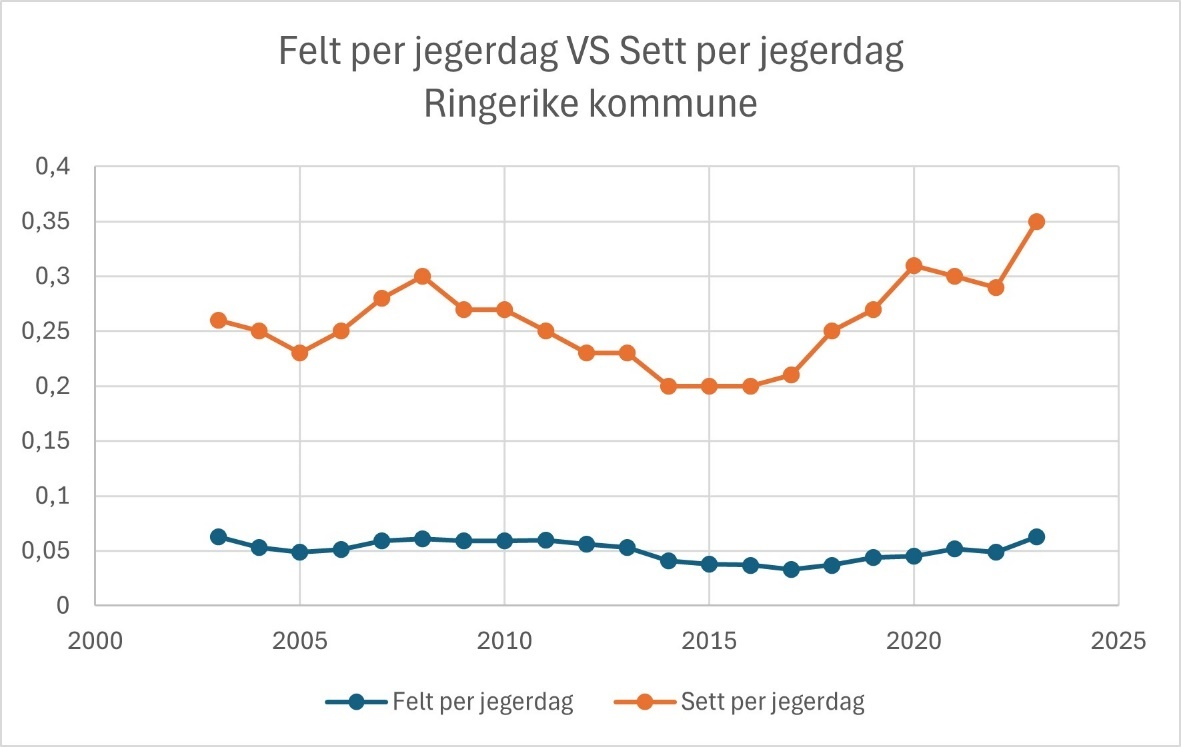 Felt per jegerdag VS Sett per jegerdag
Ringerike kommune
0,4
0,35
0,3
0,25
0,2
0,15
0,1
0,05
0
2000 2005 2010 2015 2020 2025
Felt per jegerdag Sett per jegerdag